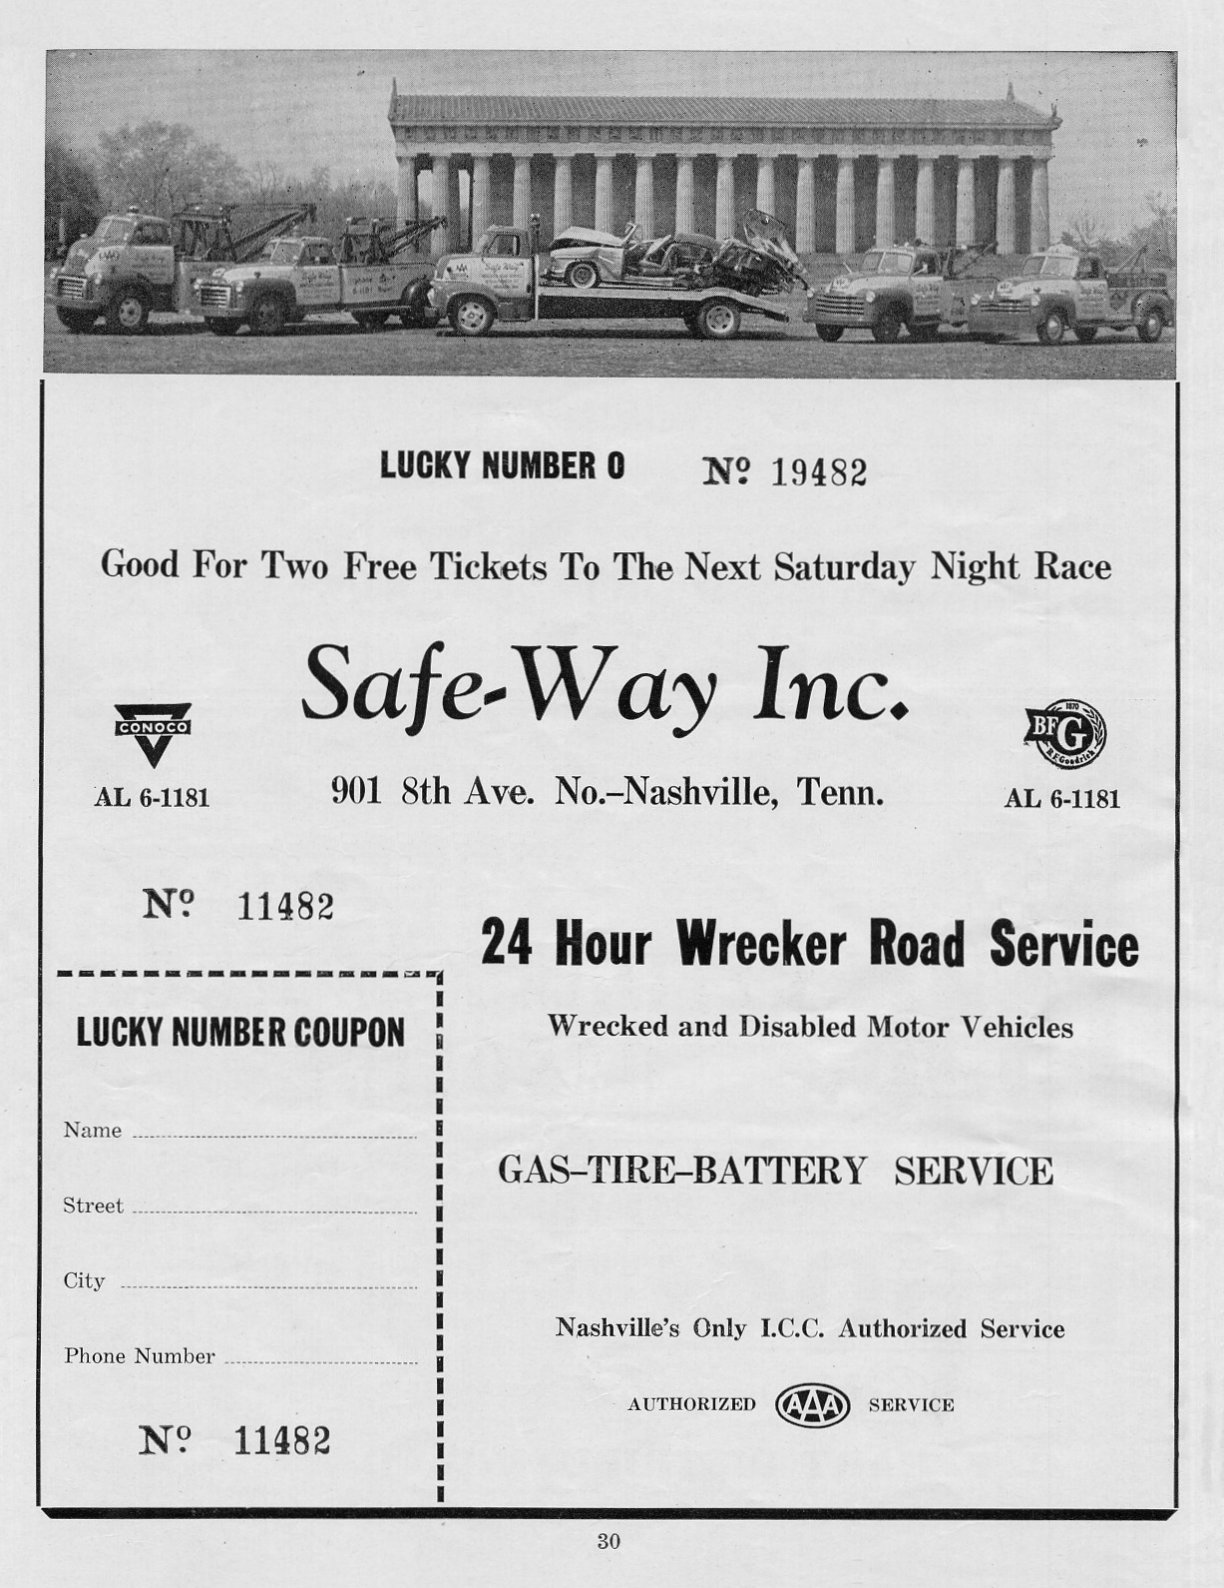 LUCKY NUMBER 0 Nº 19482
Good For Two Free Tickets To The Next Saturday Night Race
Safe-Way Inc.
CONOCO
1870
BFG
B.F.Goodrich
AL 6-1181
901 8th Ave. No.–Nashville, Tenn.
AL 6-1181
Nº 11482
24 Hour Wrecker Road Service
LUCKY NUMBER COUPON
Wrecked and Disabled Motor Vehicles
Name
GAS–TIRE–BATTERY SERVICE
Street
City
Nashville's Only I.C.C. Authorized Service
Phone Number
AUTHORIZED AAA SERVICE
Nº 11482
30